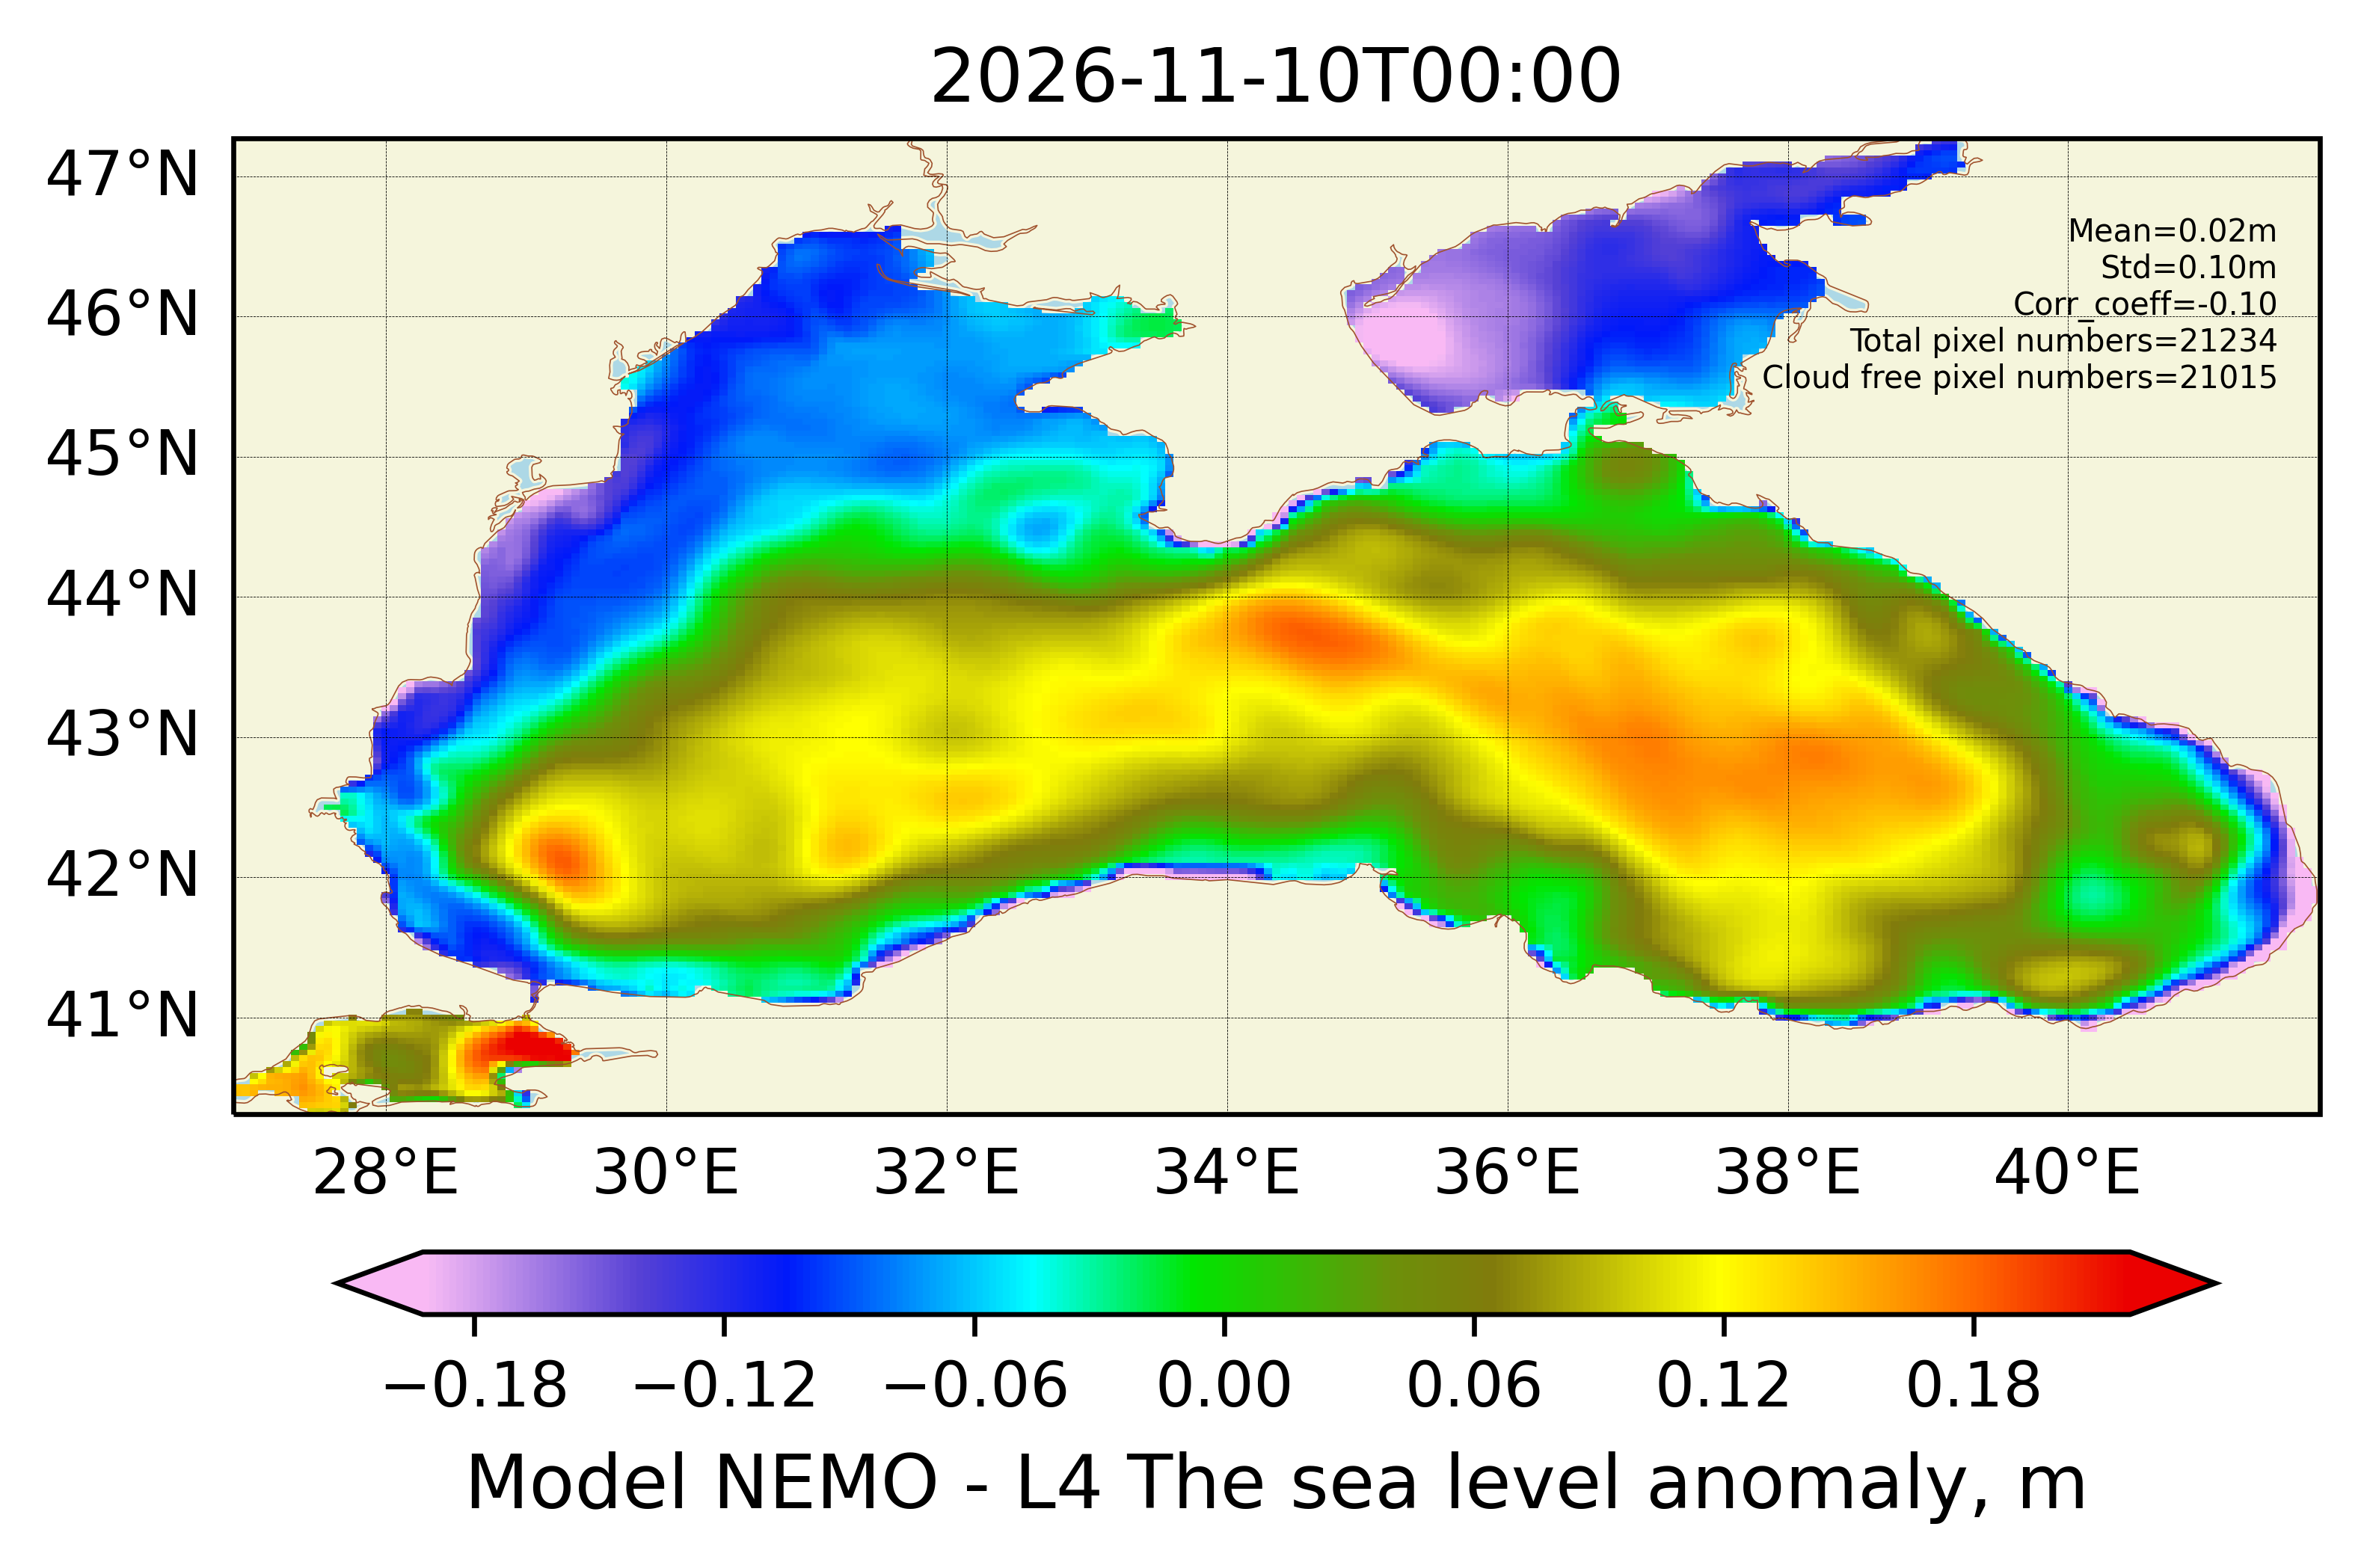 2026-11-10T00:00
47°N
46°N
45°N
44°N
43°N
42°N
41°N
Mean=0.02m
Std=0.10m
Corr_coeff=-0.10
Total pixel numbers=21234
Cloud free pixel numbers=21015
28°E 30°E 32°E 34°E 36°E 38°E 40°E
−0.18 −0.12 −0.06 0.00 0.06 0.12 0.18
Model NEMO - L4 The sea level anomaly, m